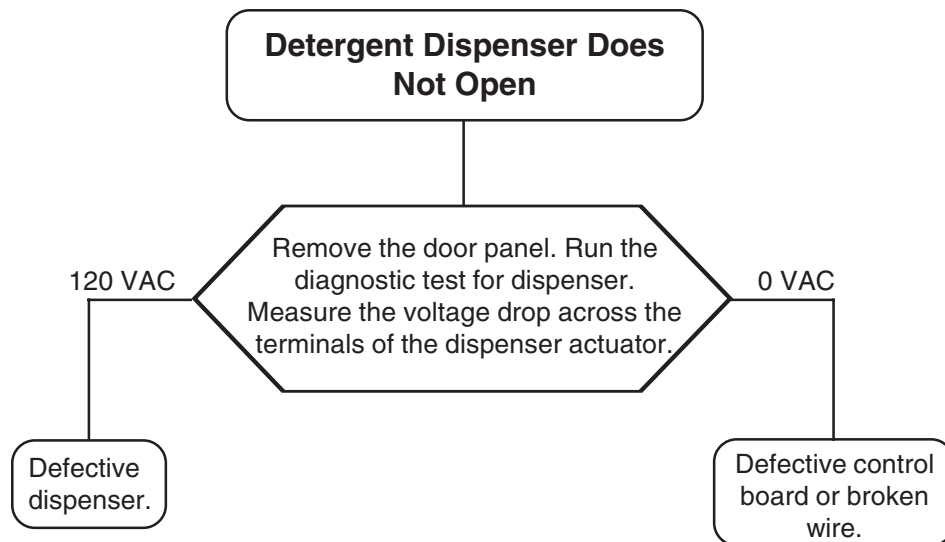 Detergent Dispenser Does
Not Open
Remove the door panel. Run the
diagnostic test for dispenser.
Measure the voltage drop across the
terminals of the dispenser actuator.
120 VAC
0 VAC
Defective
dispenser.
Defective control
board or broken
wire.